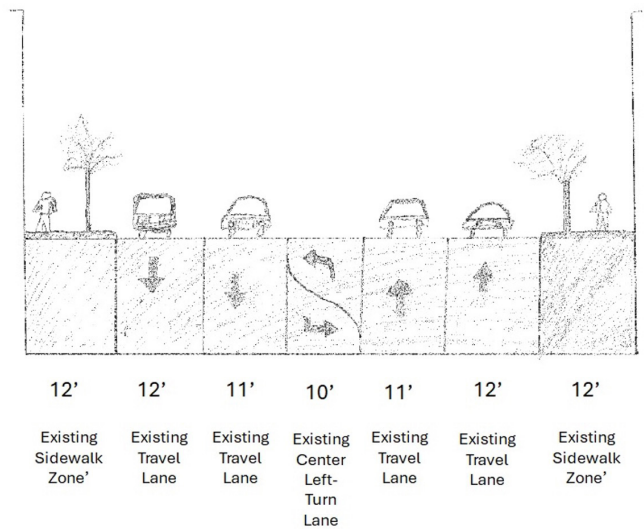 12’ 12’ 11’ 10’ 11’ 12’ 12’
Existing Sidewalk Zone’
Existing Travel Lane
Existing Travel Lane
Existing Center Left-Turn Lane
Existing Travel Lane
Existing Travel Lane
Existing Sidewalk Zone’